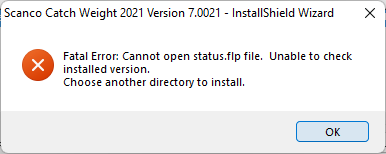 Scanco Catch Weight 2021 Version 7.0021 - InstallShield Wizard
Fatal Error: Cannot open status.flp file.  Unable to check
installed version.
Choose another directory to install.
OK